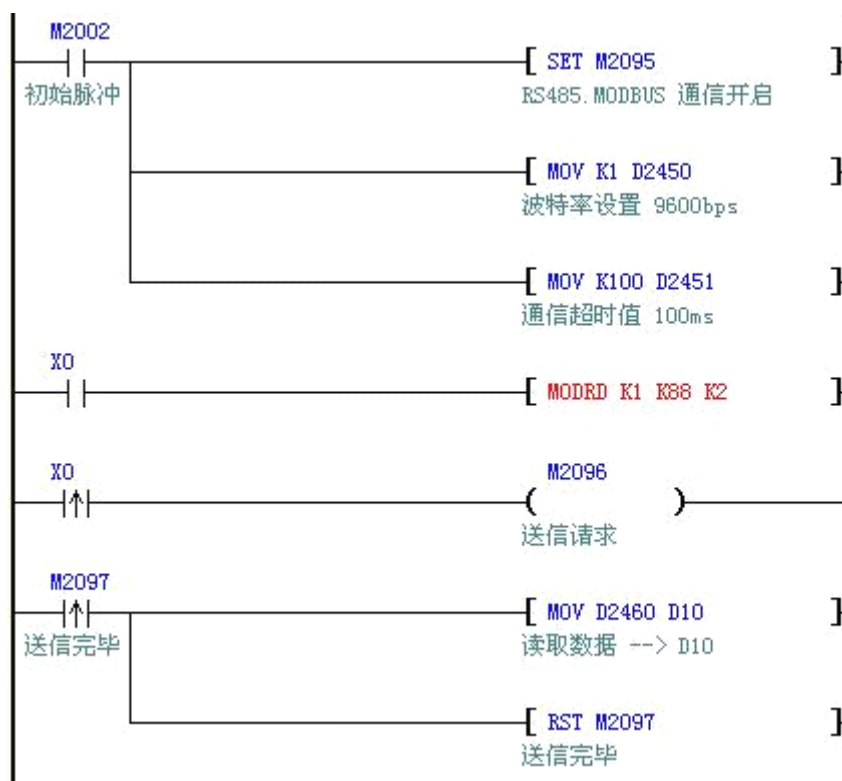 M2002
[ SET M2095 ]
初始脉冲
RS485.MODBUS 通信开启
[ MOV K1 D2450 ]
波特率设置 9600bps
[ MOV K100 D2451 ]
通信超时值 100ms
X0
[ MODRD K1 K88 K2 ]
X0
M2096
( )
送信请求
M2097
[ MOV D2460 D10 ]
送信完毕
读取数据 --> D10
[ RST M2097 ]
送信完毕